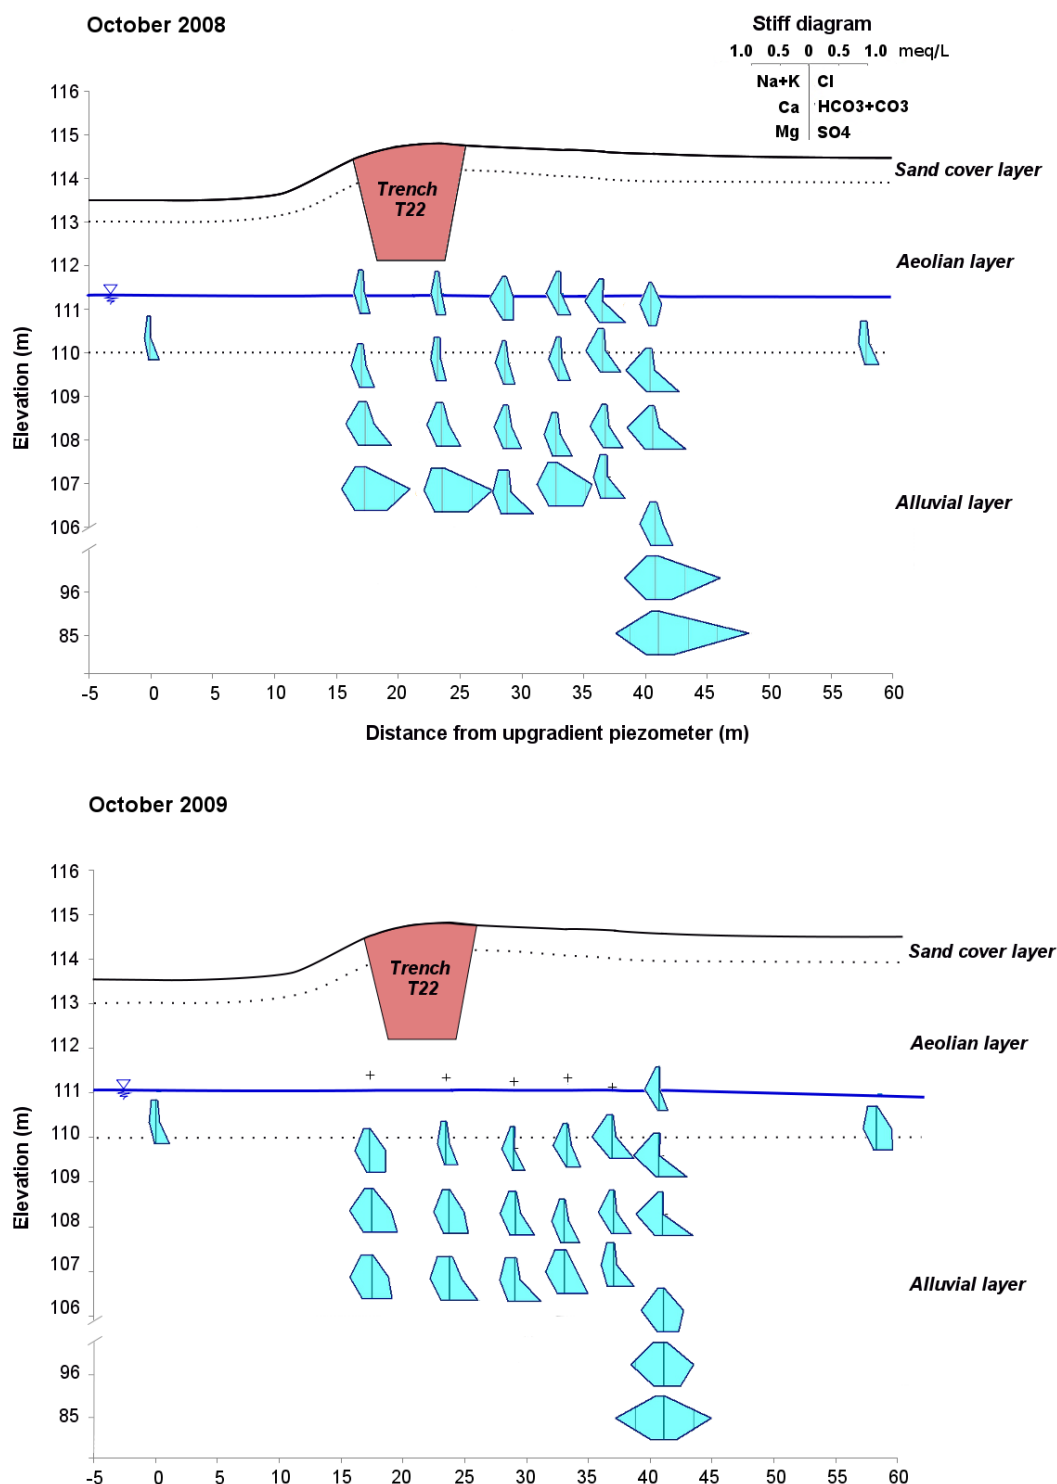 October 2008
Stiff diagram
1.0 0.5 0 0.5 1.0 meq/L
Na+K Cl
Ca HCO3+CO3
Mg SO4
116
115
114
113
112
111
110
109
108
107
106
96
85
Elevation (m)
Trench
T22
Sand cover layer
Aeolian layer
Alluvial layer
-5 0 5 10 15 20 25 30 35 40 45 50 55 60
Distance from upgradient piezometer (m)
October 2009
116
115
114
113
112
111
110
109
108
107
106
96
85
Elevation (m)
Trench
T22
Sand cover layer
Aeolian layer
Alluvial layer
-5 0 5 10 15 20 25 30 35 40 45 50 55 60